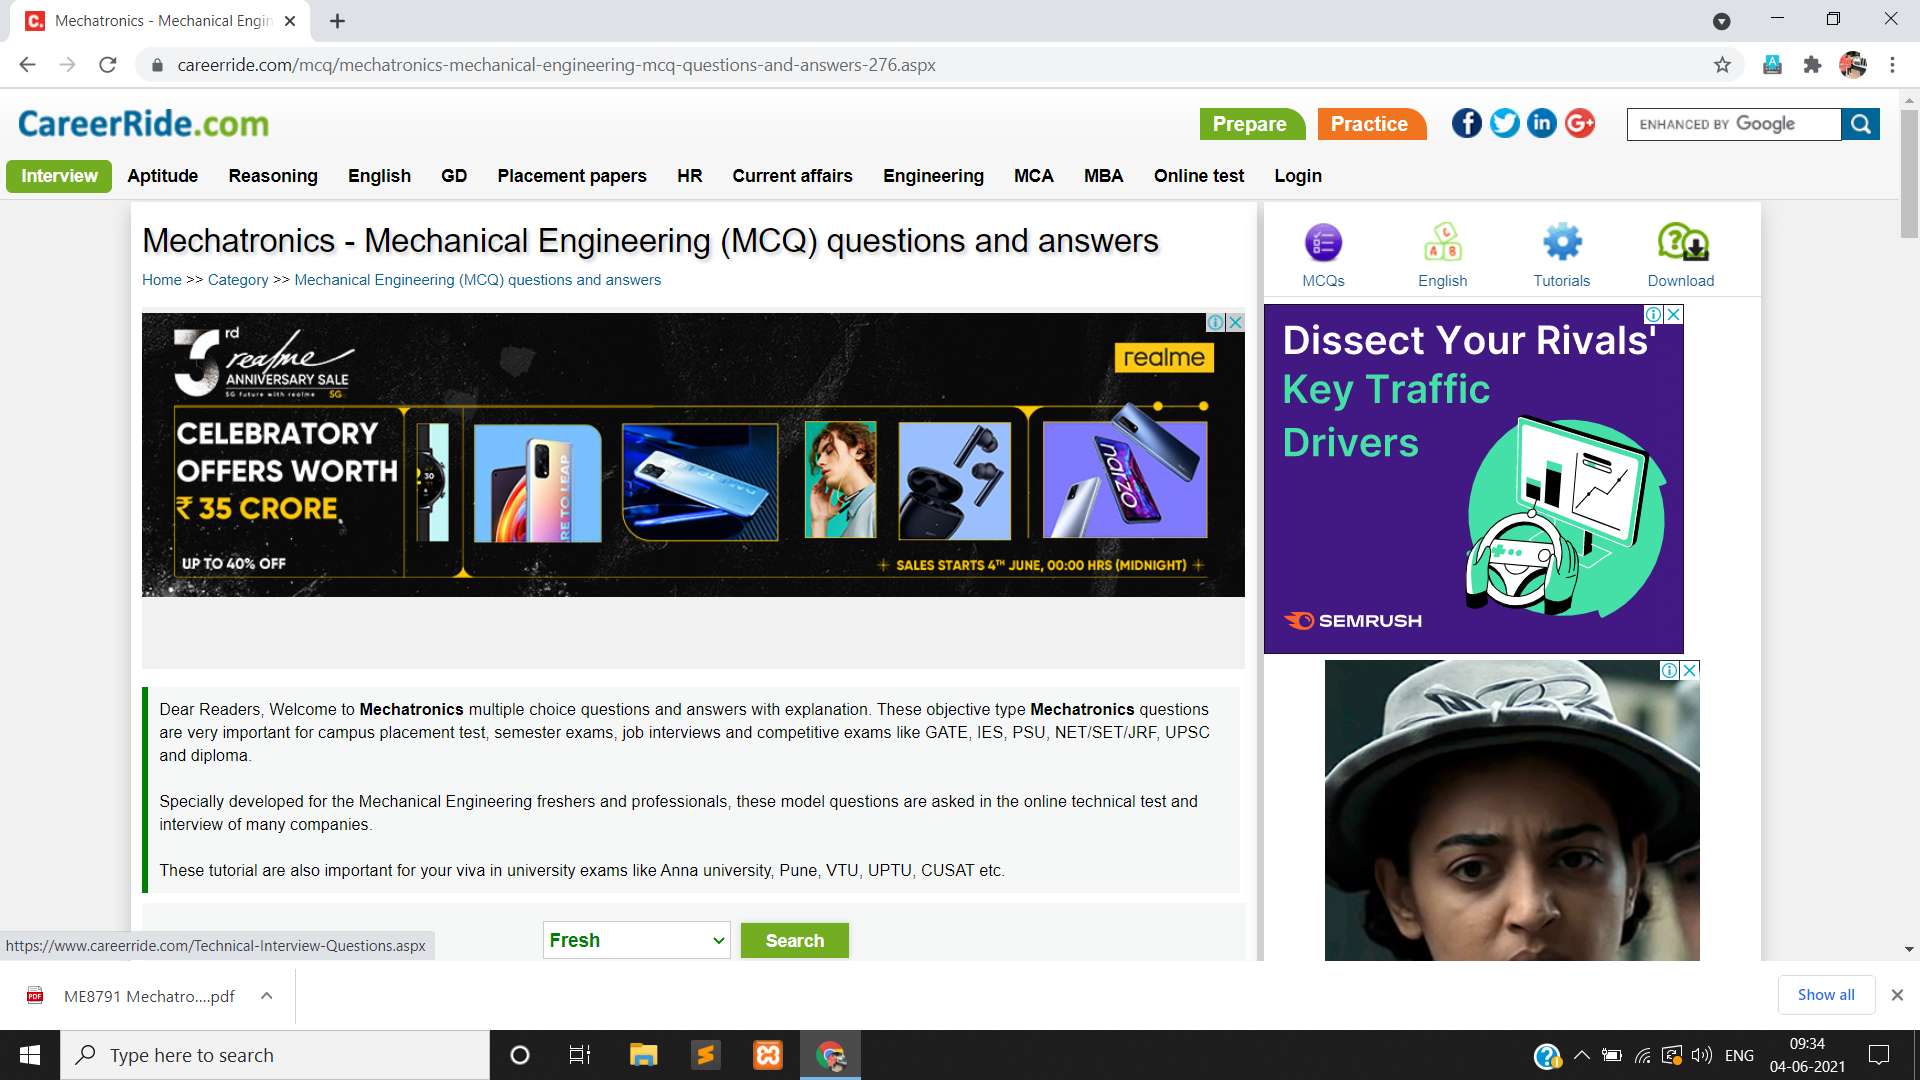 Mechatronics - Mechanical Engin
careerride.com/mcq/mechatronics-mechanical-engineering-mcq-questions-and-answers-276.aspx
CareerRide.com
Prepare
Practice
ENHANCED BY Google
Interview
Aptitude
Reasoning
English
GD
Placement papers
HR
Current affairs
Engineering
MCA
MBA
Online test
Login
Mechatronics - Mechanical Engineering (MCQ) questions and answers
Home >> Category >> Mechanical Engineering (MCQ) questions and answers
MCQs
English
Tutorials
Download
3rd realme
ANNIVERSARY SALE
5G future with realme 5G
realme
CELEBRATORY
OFFERS WORTH
₹ 35 CRORE
UP TO 40% OFF
30
RE TO LEAP
narzo
SALES STARTS 4TH JUNE, 00:00 HRS (MIDNIGHT)
Dissect Your Rivals'
Key Traffic
Drivers
SEMRUSH
Dear Readers, Welcome to Mechatronics multiple choice questions and answers with explanation. These objective type Mechatronics questions
are very important for campus placement test, semester exams, job interviews and competitive exams like GATE, IES, PSU, NET/SET/JRF, UPSC
and diploma.
Specially developed for the Mechanical Engineering freshers and professionals, these model questions are asked in the online technical test and
interview of many companies.
These tutorial are also important for your viva in university exams like Anna university, Pune, VTU, UPTU, CUSAT etc.
Fresh
Search
https://www.careerride.com/Technical-Interview-Questions.aspx
ME8791 Mechatro....pdf
Show all
Type here to search
ENG
09:34
04-06-2021